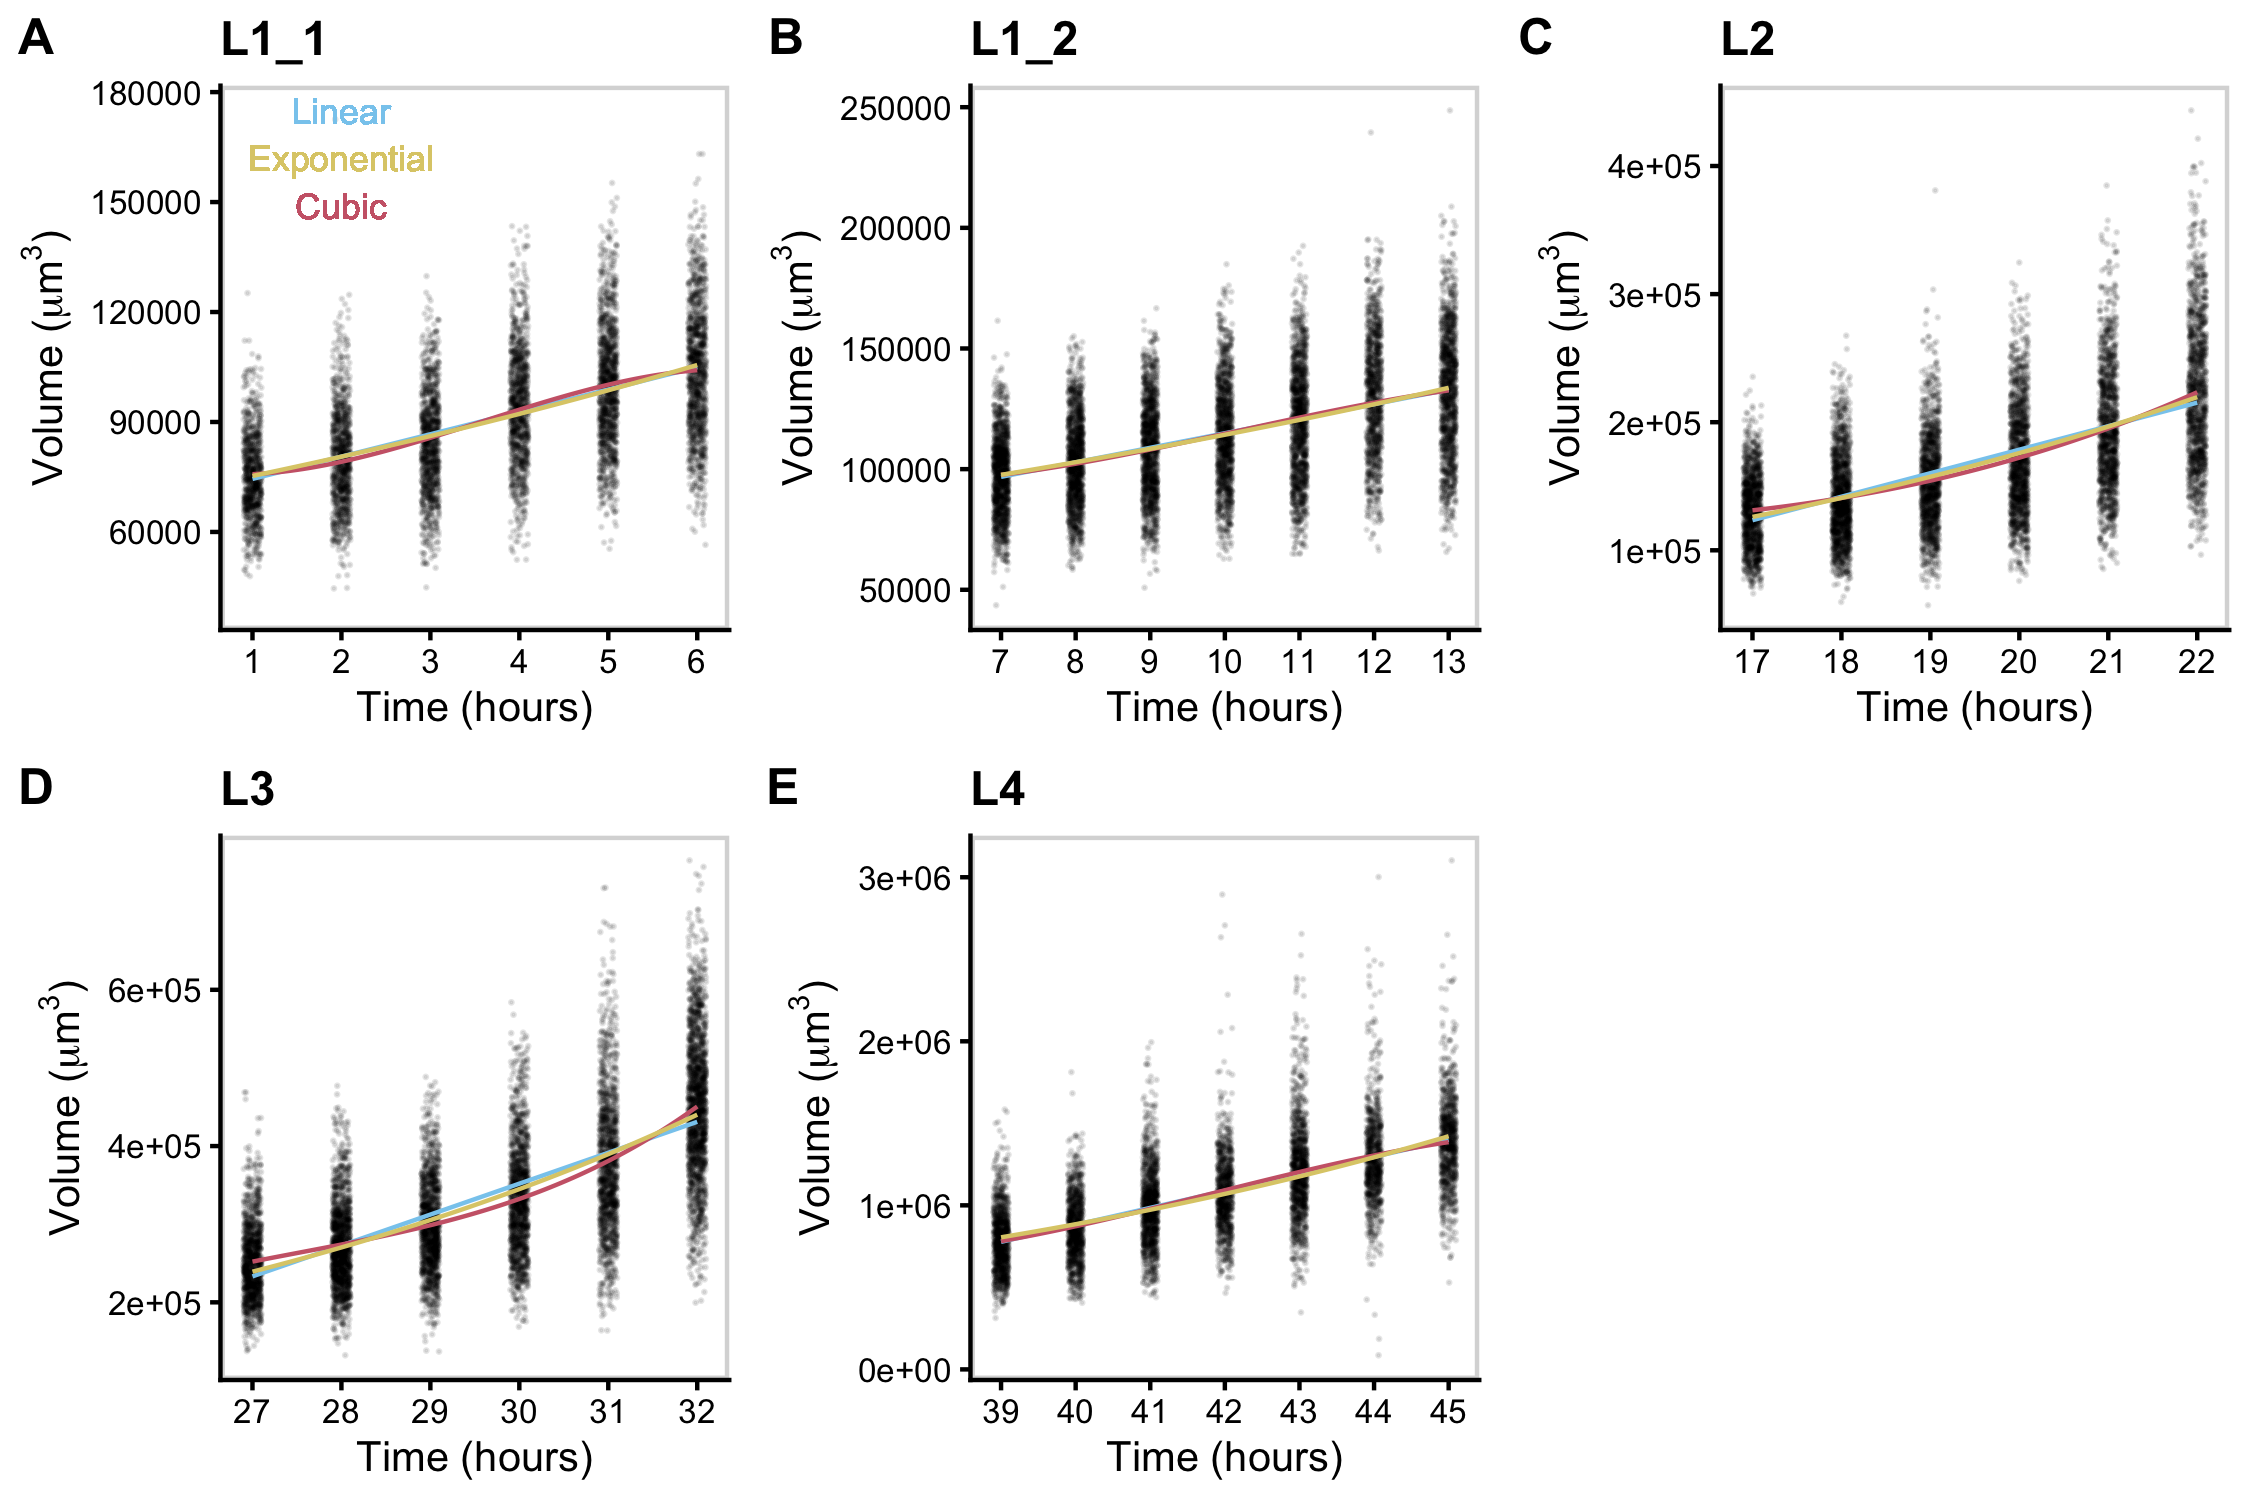 A L1_1
180000
150000
120000
90000
60000
Linear
Exponential
Cubic
Volume (μm³)
1 2 3 4 5 6
Time (hours)
B L1_2
250000
200000
150000
100000
50000
Volume (μm³)
7 8 9 10 11 12 13
Time (hours)
C L2
4e+05
3e+05
2e+05
1e+05
Volume (μm³)
17 18 19 20 21 22
Time (hours)
D L3
6e+05
4e+05
2e+05
Volume (μm³)
27 28 29 30 31 32
Time (hours)
E L4
3e+06
2e+06
1e+06
0e+00
Volume (μm³)
39 40 41 42 43 44 45
Time (hours)